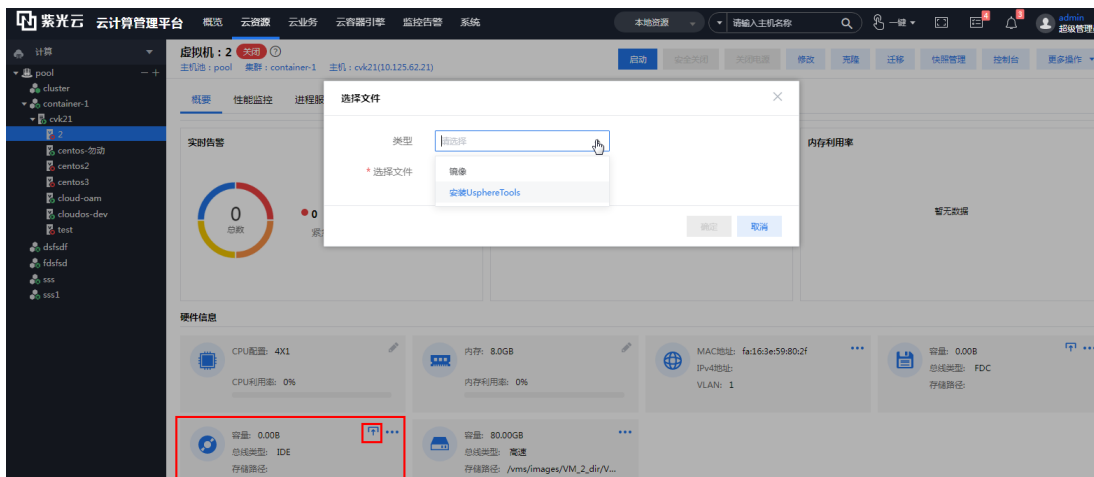 紫光云 云计算管理平台 概览 云资源 云业务 云容器引擎 监控告警 系统 本地资源 请输入主机名称 一键 4 3 admin
超级管理
计算
pool
cluster
container-1
cvk21
2
centos-勿动
centos2
centos3
cloud-oam
cloudos-dev
test
dsfsdf
fdsfsd
sss
sss1
虚拟机：2 关闭
主机池：pool 集群：container-1 主机：cvk21(10.125.62.21)
启动 安全关闭 关闭电源 修改 克隆 迁移 快照管理 控制台 更多操作
概要 性能监控 进程服
选择文件
类型 请选择
* 选择文件
镜像
安装UsphereTools
确定 取消
实时告警
0
总数
0
紧
内存利用率
暂无数据
硬件信息
CPU配置: 4X1
CPU利用率: 0%
内存: 8.0GB
内存利用率: 0%
MAC地址: fa:16:3e:59:80:2f
IPv4地址:
VLAN: 1
容量: 0.00B
总线类型: FDC
存储路径:
容量: 0.00B
总线类型: IDE
存储路径:
容量: 80.00GB
总线类型: 高速
存储路径: /vms/images/VM_2_dir/V...